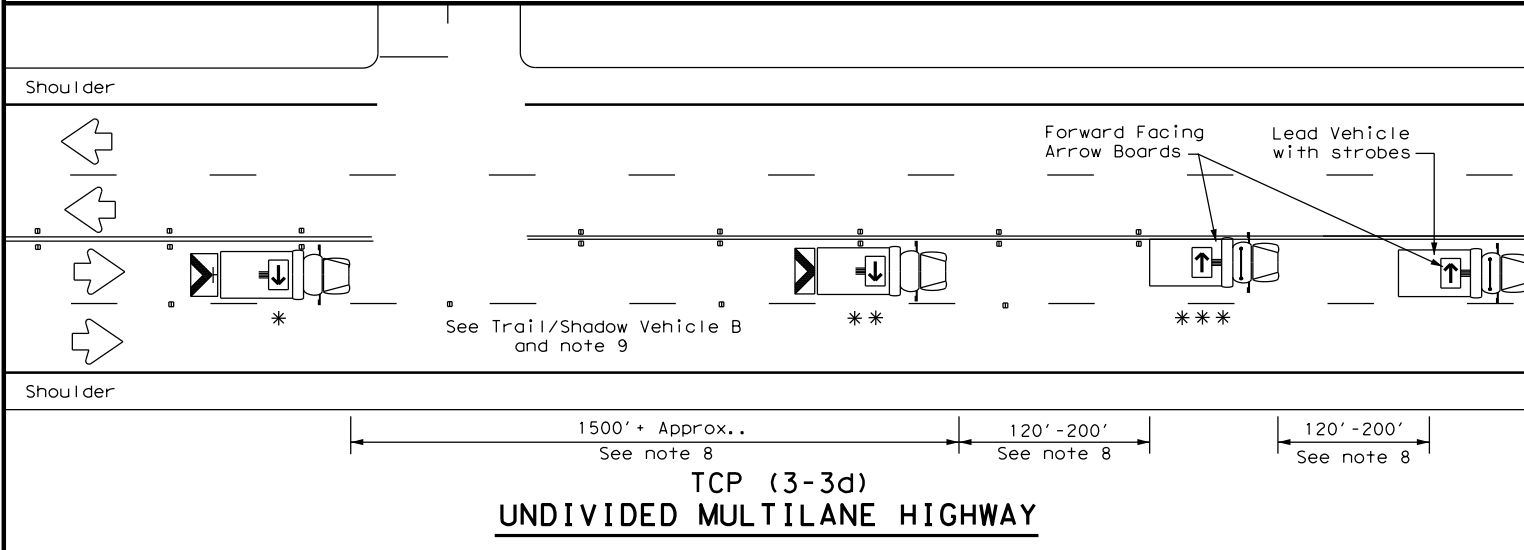 Shoulder
Forward Facing
Arrow Boards
Lead Vehicle
with strobes
*
See Trail/Shadow Vehicle B
and note 9
**
***
Shoulder
1500'+ Approx..
See note 8
120'-200'
See note 8
120'-200'
See note 8
TCP (3-3d)
UNDIVIDED MULTILANE HIGHWAY